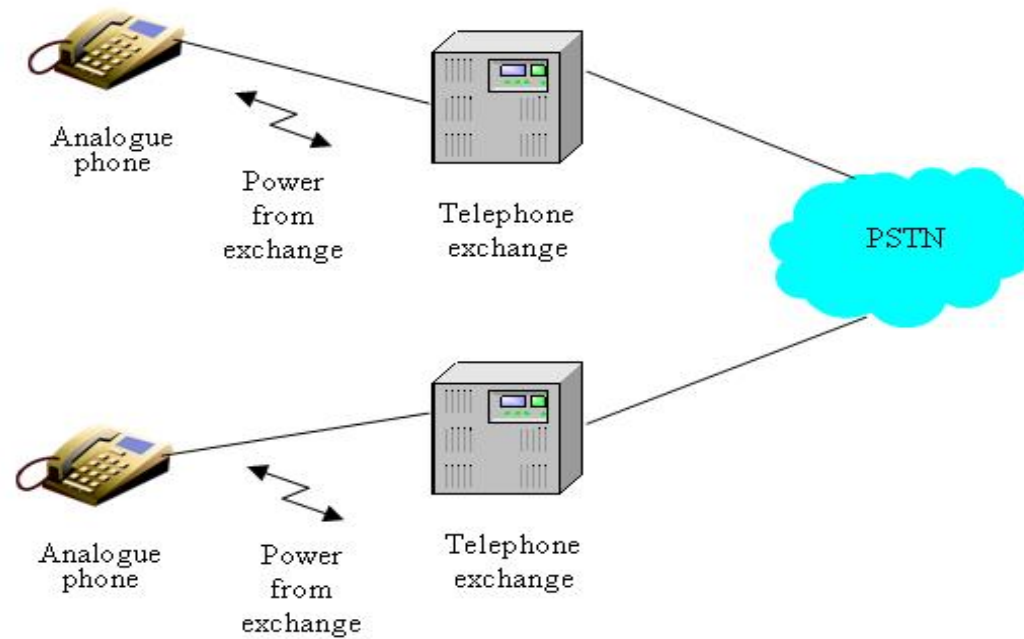 Analogue
phone
Power
from
exchange
Telephone
exchange
PSTN
Analogue
phone
Power
from
exchange
Telephone
exchange